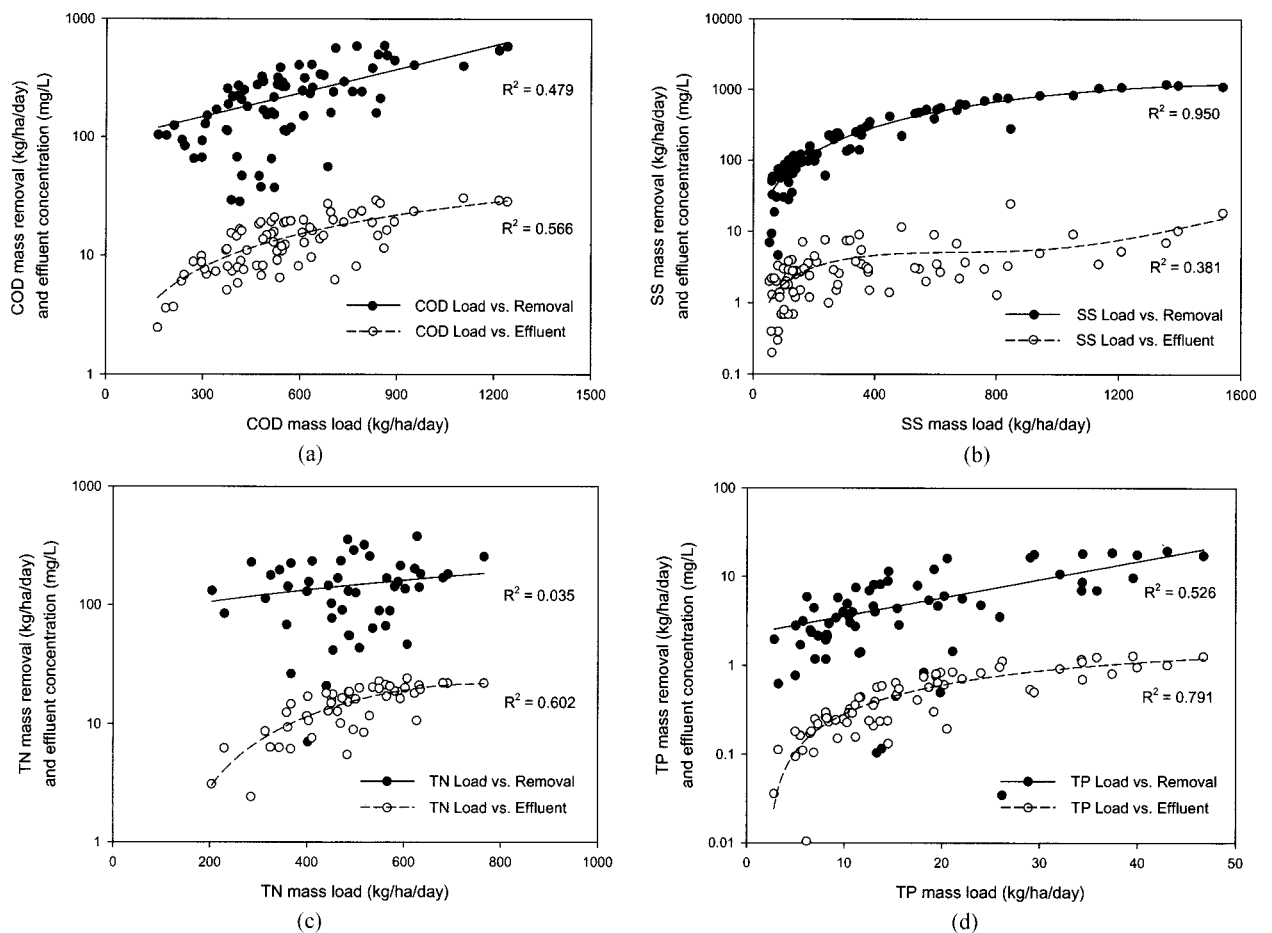 COD mass removal (kg/ha/day)
and effluent concentration (mg/L)
1000
100
10
1
R² = 0.479
R² = 0.566
COD Load vs. Removal
COD Load vs. Effluent
0
300
600
900
1200
1500
COD mass load (kg/ha/day)
(a)
SS mass removal (kg/ha/day)
and effluent concentration (mg/L)
10000
1000
100
10
1
0.1
R² = 0.950
R² = 0.381
SS Load vs. Removal
SS Load vs. Effluent
0
400
800
1200
1600
SS mass load (kg/ha/day)
(b)
TN mass removal (kg/ha/day)
and effluent concentration (mg/L)
1000
100
10
1
R² = 0.035
R² = 0.602
TN Load vs. Removal
TN Load vs. Effluent
0
200
400
600
800
1000
TN mass load (kg/ha/day)
(c)
TP mass removal (kg/ha/day)
and effluent concentration (mg/L)
100
10
1
0.1
0.01
R² = 0.526
R² = 0.791
TP Load vs. Removal
TP Load vs. Effluent
0
10
20
30
40
50
TP mass load (kg/ha/day)
(d)